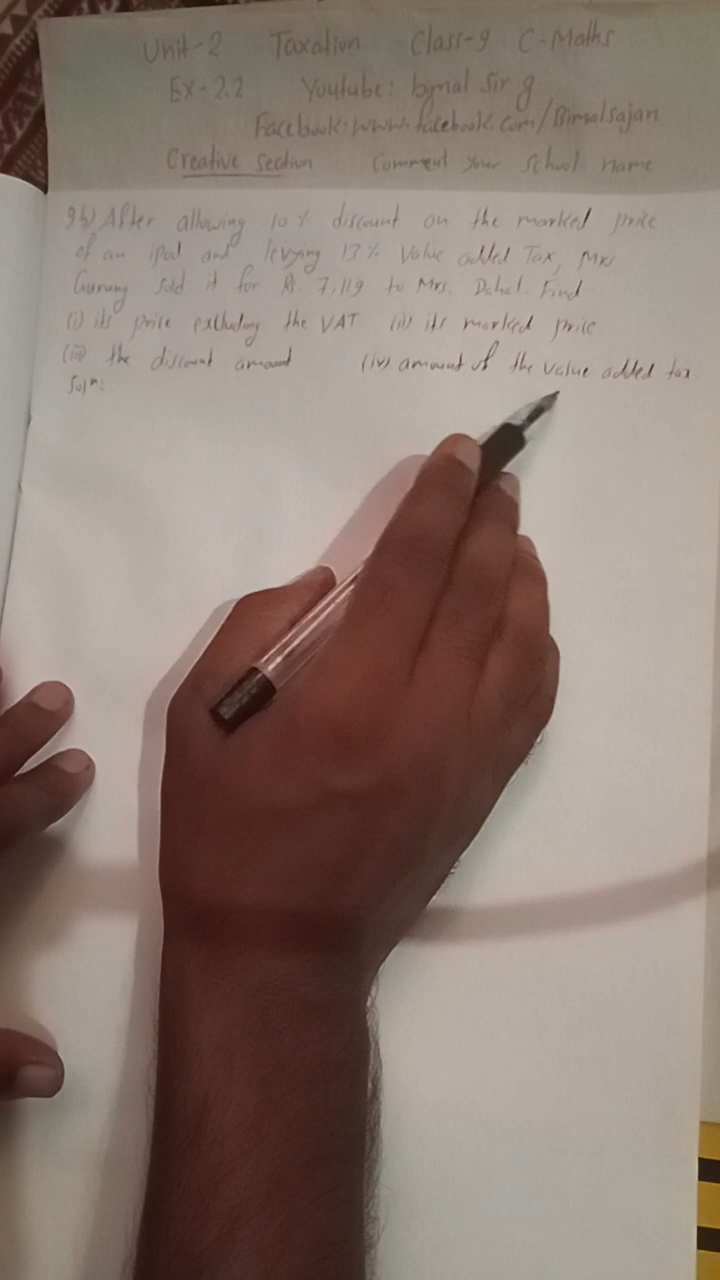 Unit-2 Taxation Class-9 C-Maths
Ex-2.2 Youtube: bimal Sir g
Facebook:www.facebook.com/Bimalsajan
Creative section Comment your School name
9b) After allowing 10% discount on the marked price
of an ipod and levying 13% Value added Tax, Mrs
Gurung sold it for Rs. 7,119 to Mrs. Dahal. Find
(i) its price excluding the VAT (ii) its marked price
(iii) the discount amount (iv) amount of the value added tax
Soln: